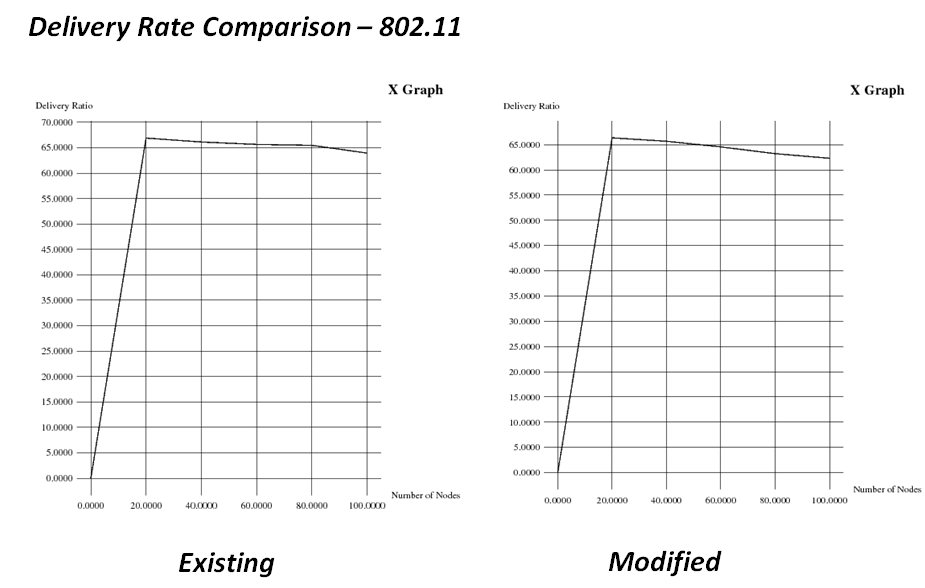 Delivery Rate Comparison – 802.11
X Graph
Delivery Ratio
70.0000
65.0000
60.0000
55.0000
50.0000
45.0000
40.0000
35.0000
30.0000
25.0000
20.0000
15.0000
10.0000
5.0000
0.0000
Number of Nodes
0.0000 20.0000 40.0000 60.0000 80.0000 100.0000
Existing
X Graph
Delivery Ratio
65.0000
60.0000
55.0000
50.0000
45.0000
40.0000
35.0000
30.0000
25.0000
20.0000
15.0000
10.0000
5.0000
0.0000
Number of Nodes
0.0000 20.0000 40.0000 60.0000 80.0000 100.0000
Modified